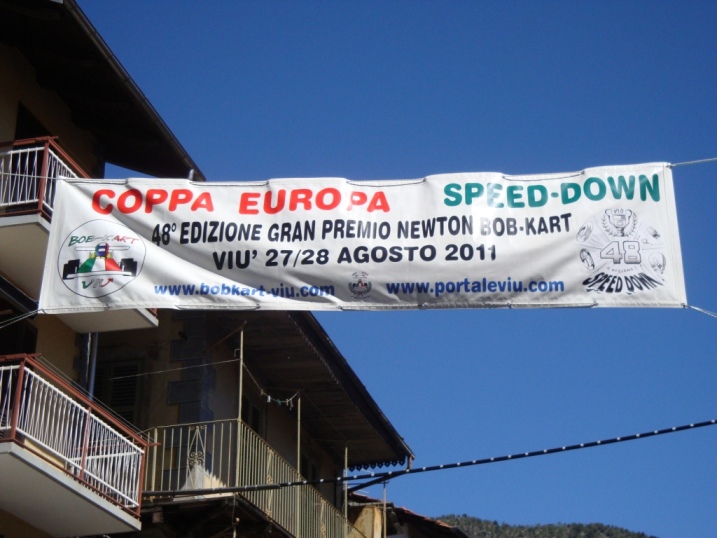 COPPA EUROPA SPEED-DOWN
48° EDIZIONE GRAN PREMIO NEWTON BOB-KART
VIU' 27/28 AGOSTO 2011
www.bobkart-viu.com www.portaleviu.com
BOB-KART
VIU'
VIU
48
SPEED DOWN